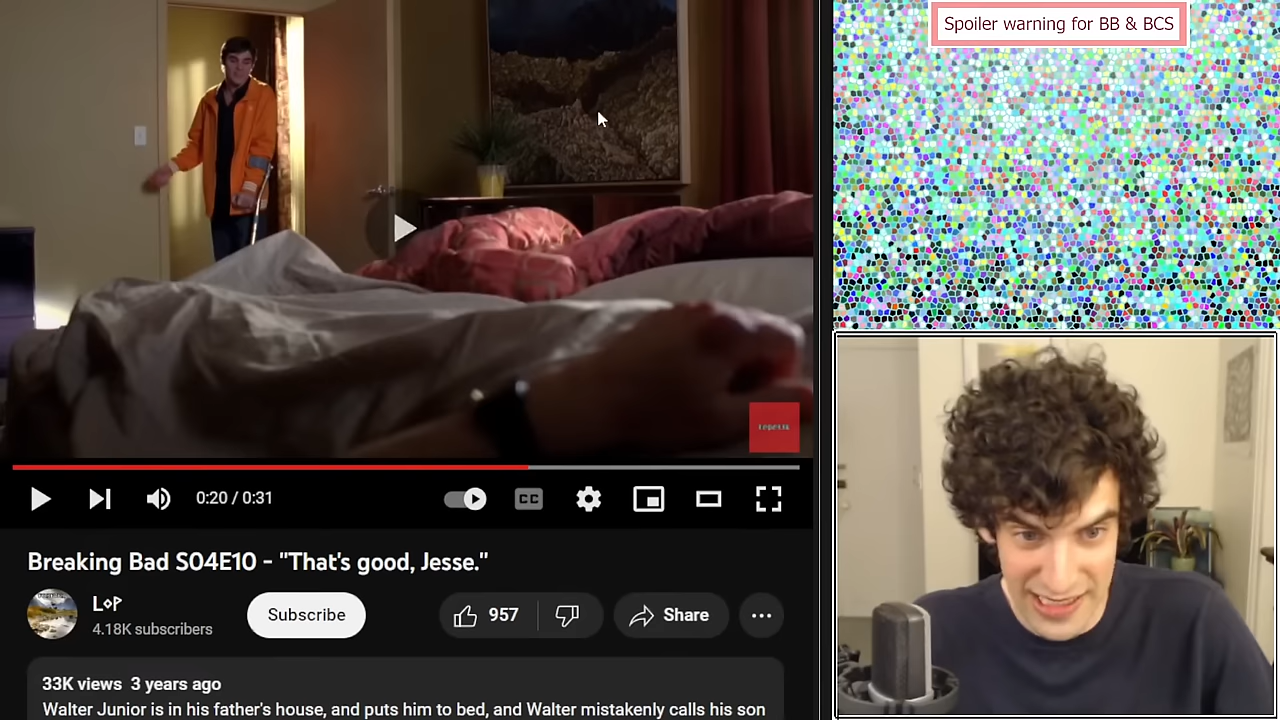 Spoiler warning for BB & BCS
0:20 / 0:31
CC
Breaking Bad S04E10 - "That's good, Jesse."
L⋄P
4.18K subscribers
Subscribe
957
Share
33K views 3 years ago
Walter Junior is in his father's house, and puts him to bed, and Walter mistakenly calls his son